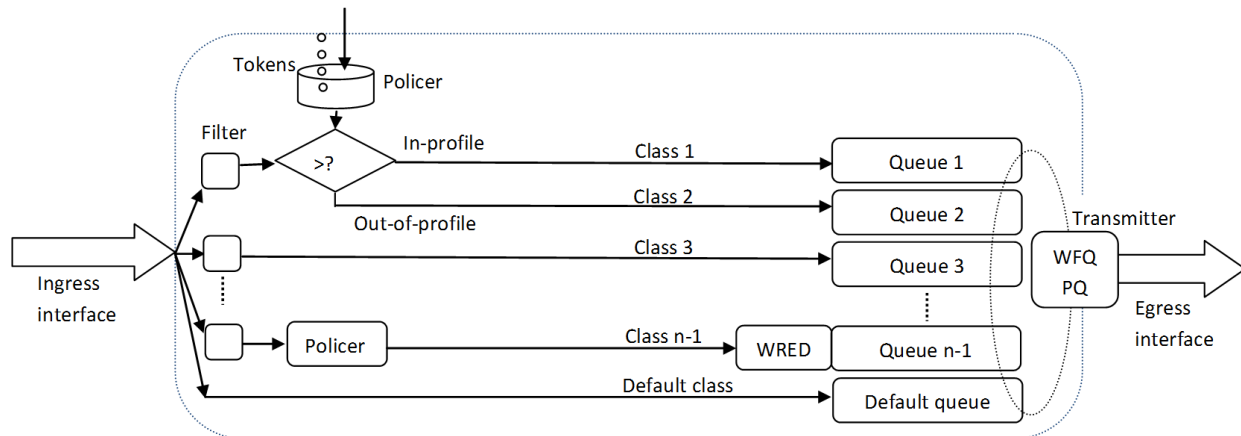 Tokens
Policer
Filter
In-profile
>?
Class 1
Queue 1
Class 2
Queue 2
Out-of-profile
Transmitter
Class 3
Queue 3
WFQ
PQ
Ingress
interface
Egress
interface
Policer
Class n-1
WRED
Queue n-1
Default class
Default queue